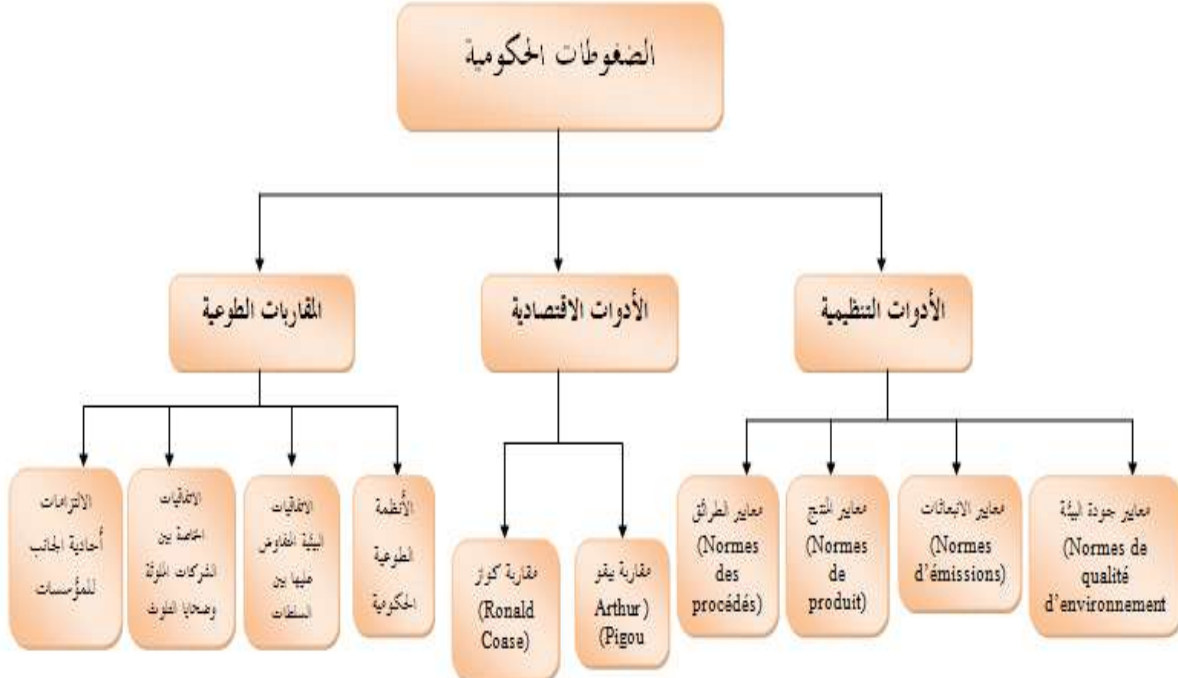 الضغوطات الحكومية
الأدوات التنظيمية
الأدوات الاقتصادية
المقاربات الطوعية
معايير جودة البيئة
(Normes de
qualité
d'environnement
معايير الانبعاثات
(Normes
d'émissions)
معايير المنتج
(Normes
de
produit)
معايير الطرائق
(Normes
des
procédés)
مقاربة بيقو
Arthur)
(Pigou
مقاربة كواز
(Ronald
Coase)
الأنظمة
الطوعية
الحكومية
الاتفاقيات
البيئية المتفاوض
عليها بين
السلطات
الاتفاقيات
الخاصة بين
الشركات الملوثة
وضحايا التلوث
الالتزامات
أحادية الجانب
للمؤسسات